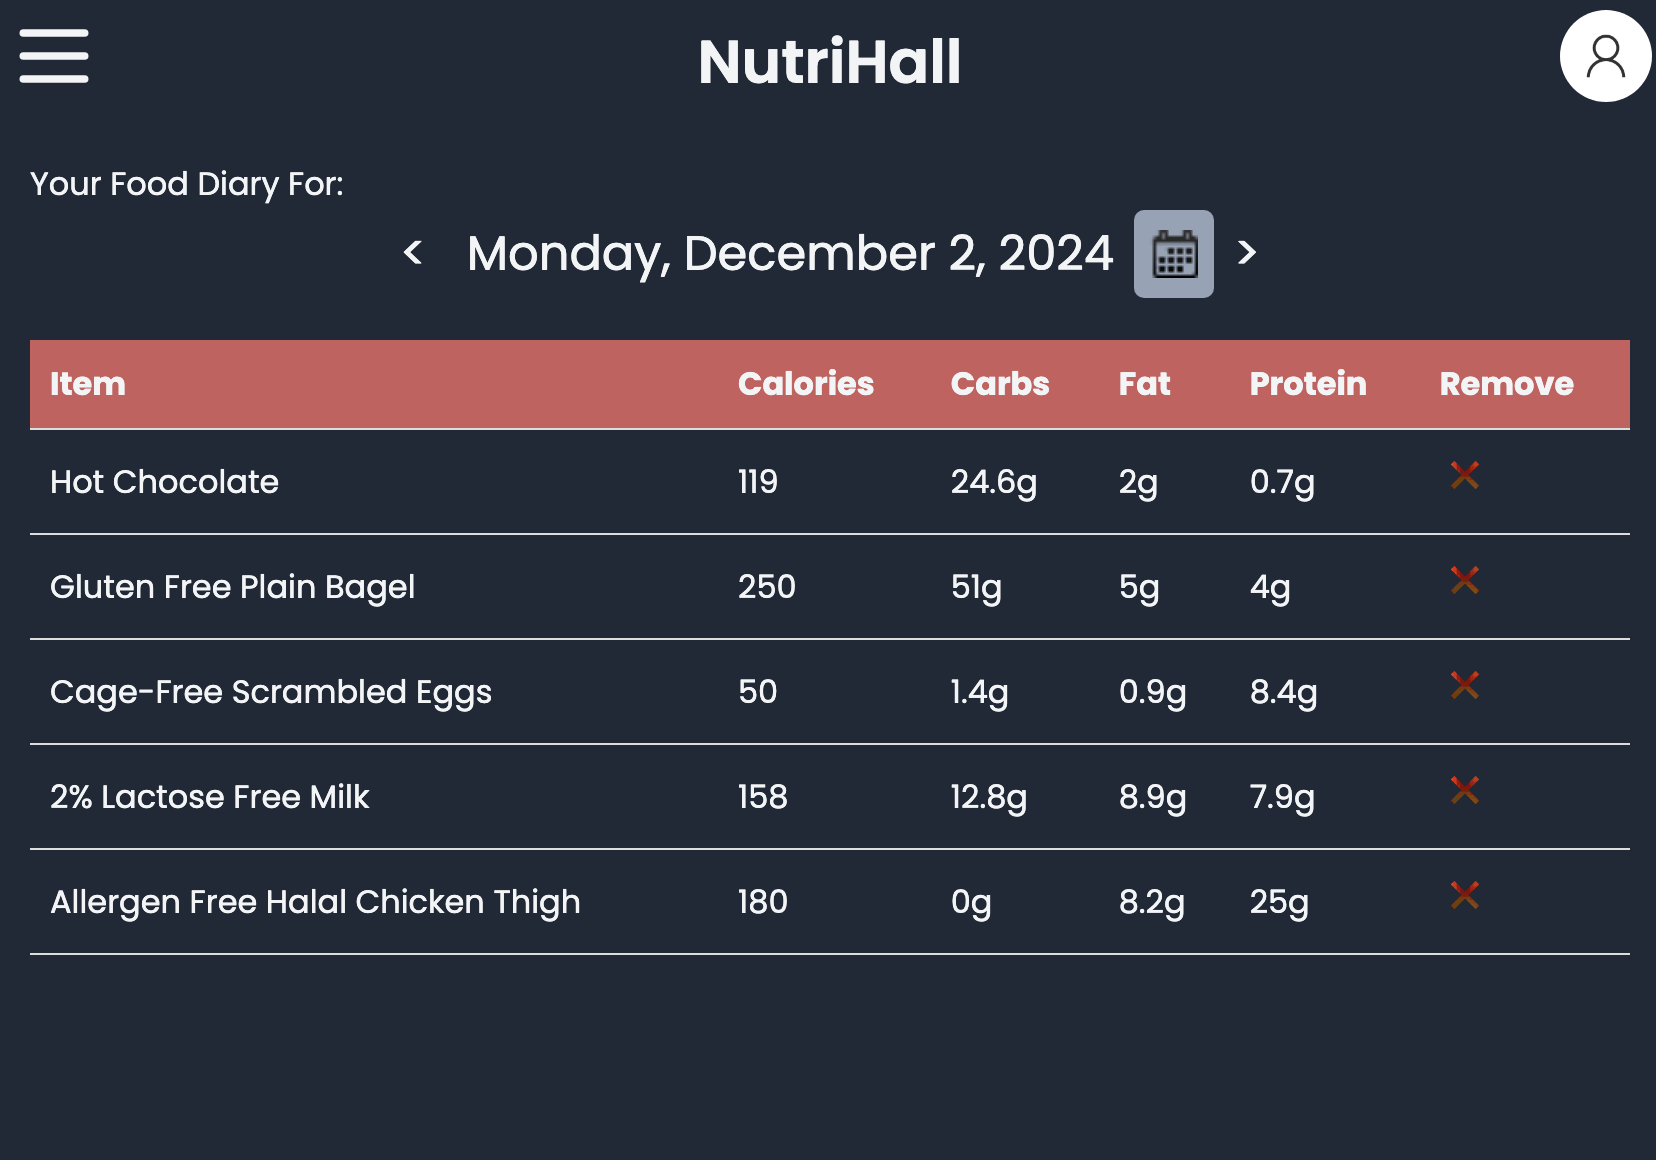 NutriHall
Your Food Diary For:
< Monday, December 2, 2024 >
Item Calories Carbs Fat Protein Remove
Hot Chocolate 119 24.6g 2g 0.7g
Gluten Free Plain Bagel 250 51g 5g 4g
Cage-Free Scrambled Eggs 50 1.4g 0.9g 8.4g
2% Lactose Free Milk 158 12.8g 8.9g 7.9g
Allergen Free Halal Chicken Thigh 180 0g 8.2g 25g